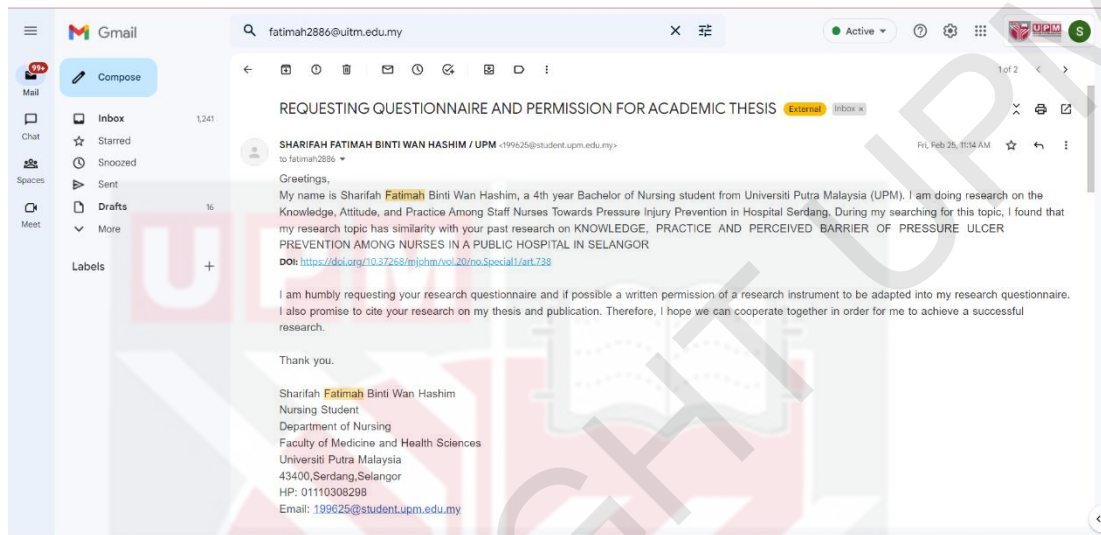 Gmail
fatimah2886@uitm.edu.my
Active
UPM
S
99+
Mail
Compose
1 of 2
Chat
Spaces
Meet
Inbox 1,241
Starred
Snoozed
Sent
Drafts 16
More
Labels
REQUESTING QUESTIONNAIRE AND PERMISSION FOR ACADEMIC THESIS External Inbox x
SHARIFAH FATIMAH BINTI WAN HASHIM / UPM <199625@student.upm.edu.my>
Fri, Feb 25, 11:14 AM
to fatimah2886
Greetings,
My name is Sharifah Fatimah Binti Wan Hashim, a 4th year Bachelor of Nursing student from Universiti Putra Malaysia (UPM). I am doing research on the
Knowledge, Attitude, and Practice Among Staff Nurses Towards Pressure Injury Prevention in Hospital Serdang. During my searching for this topic, I found that
my research topic has similarity with your past research on KNOWLEDGE, PRACTICE AND PERCEIVED BARRIER OF PRESSURE ULCER
PREVENTION AMONG NURSES IN A PUBLIC HOSPITAL IN SELANGOR
DOI: https://doi.org/10.37268/mjphm/vol.20/no.Special1/art.738
I am humbly requesting your research questionnaire and if possible a written permission of a research instrument to be adapted into my research questionnaire.
I also promise to cite your research on my thesis and publication. Therefore, I hope we can cooperate together in order for me to achieve a successful
research.
Thank you.
Sharifah Fatimah Binti Wan Hashim
Nursing Student
Department of Nursing
Faculty of Medicine and Health Sciences
Universiti Putra Malaysia
43400,Serdang,Selangor
HP: 01110308298
Email: 199625@student.upm.edu.my
UPM
GHT UPM